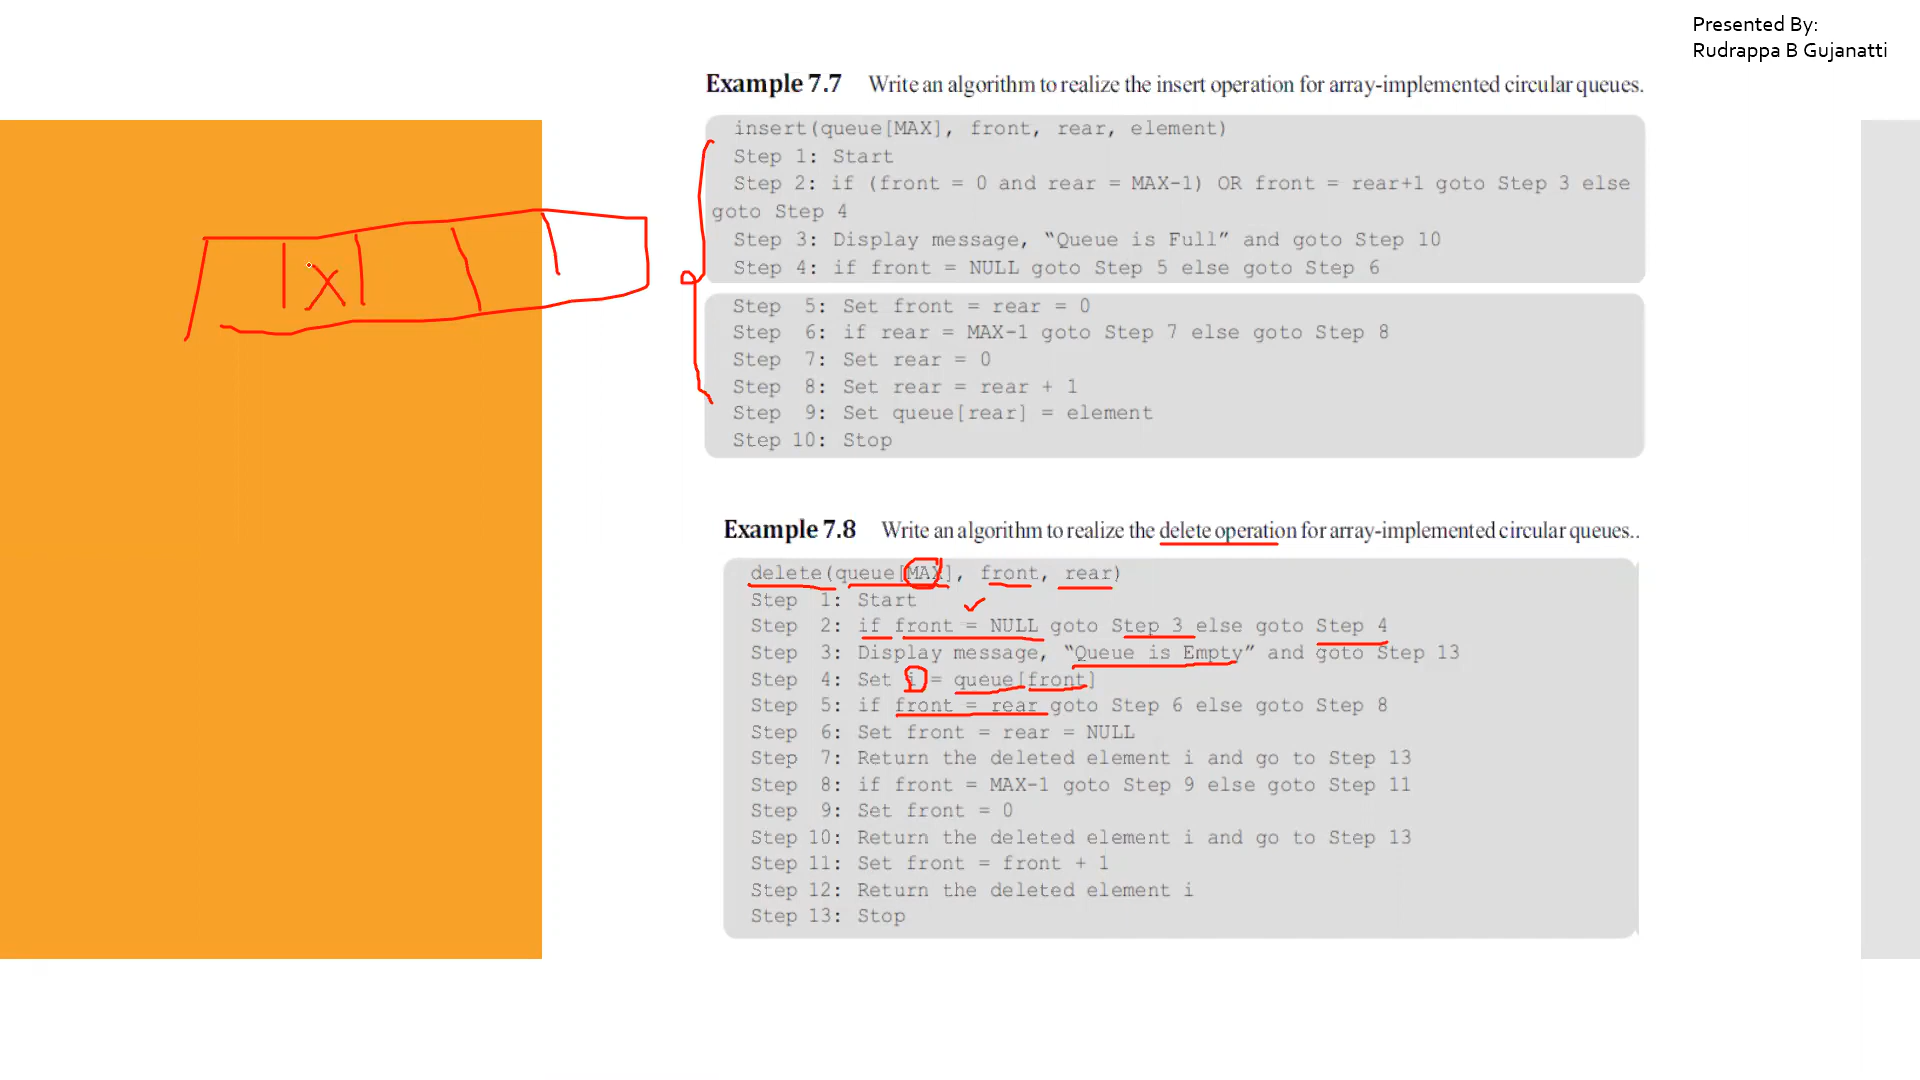 Presented By:
Rudrappa B Gujanatti
Example 7.7 Write an algorithm to realize the insert operation for array-implemented circular queues.
insert(queue[MAX], front, rear, element)
Step 1: Start
Step 2: if (front = 0 and rear = MAX-1) OR front = rear+1 goto Step 3 else
goto Step 4
Step 3: Display message, “Queue is Full” and goto Step 10
Step 4: if front = NULL goto Step 5 else goto Step 6
Step 5: Set front = rear = 0
Step 6: if rear = MAX-1 goto Step 7 else goto Step 8
Step 7: Set rear = 0
Step 8: Set rear = rear + 1
Step 9: Set queue[rear] = element
Step 10: Stop
X
Example 7.8 Write an algorithm to realize the delete operation for array-implemented circular queues..
delete(queue[MAX], front, rear)
Step 1: Start
Step 2: if front = NULL goto Step 3 else goto Step 4
Step 3: Display message, “Queue is Empty” and goto Step 13
Step 4: Set i = queue[front]
Step 5: if front = rear goto Step 6 else goto Step 8
Step 6: Set front = rear = NULL
Step 7: Return the deleted element i and go to Step 13
Step 8: if front = MAX-1 goto Step 9 else goto Step 11
Step 9: Set front = 0
Step 10: Return the deleted element i and go to Step 13
Step 11: Set front = front + 1
Step 12: Return the deleted element i
Step 13: Stop